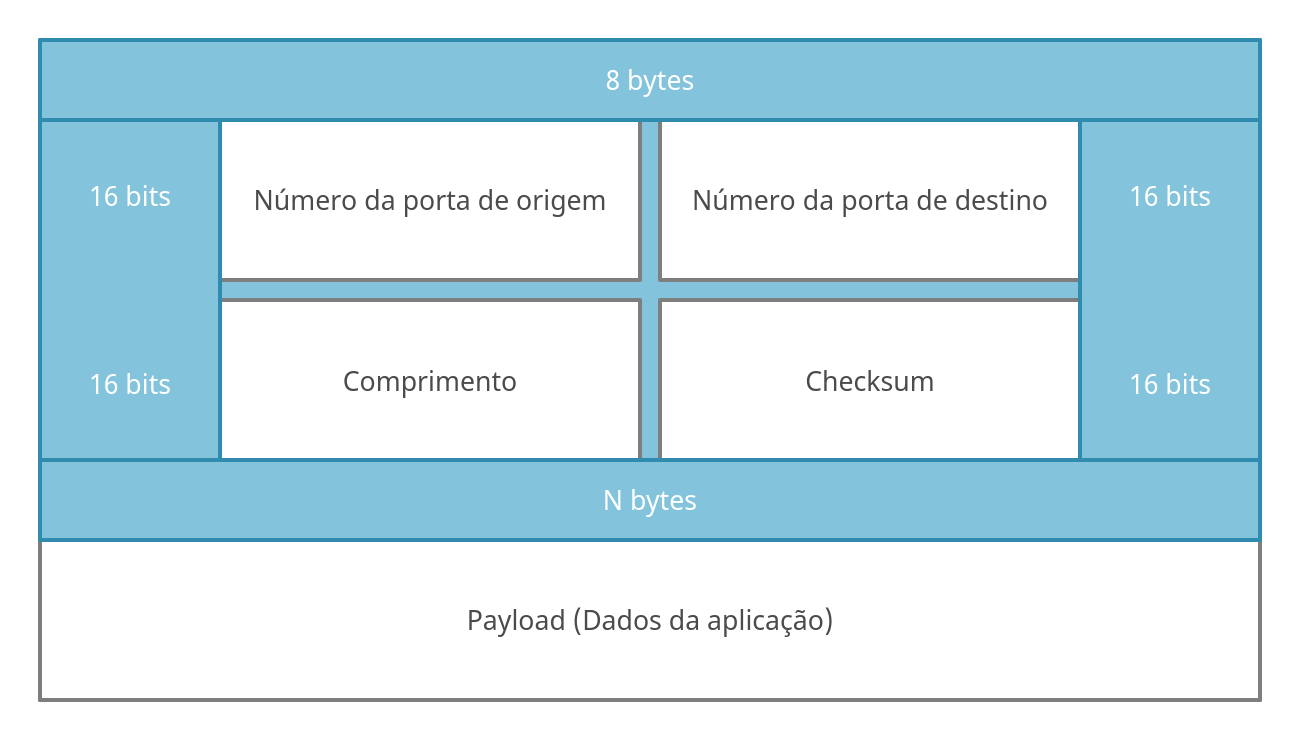 8 bytes
16 bits
Número da porta de origem
Número da porta de destino
16 bits
16 bits
Comprimento
Checksum
16 bits
N bytes
Payload (Dados da aplicação)